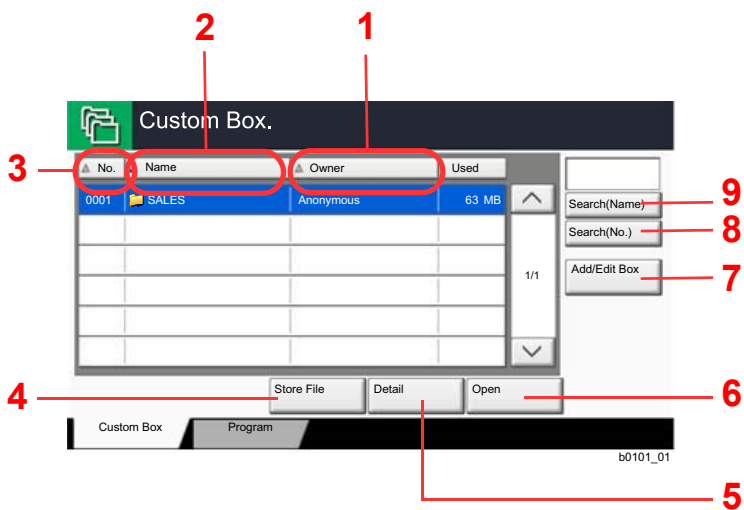 2 1
Custom Box.
3
No. Name Owner Used
0001 SALES Anonymous 63 MB
Search(Name) 9
Search(No.) 8
1/1
Add/Edit Box 7
4 Store File Detail Open 6
Custom Box Program
b0101_01
5